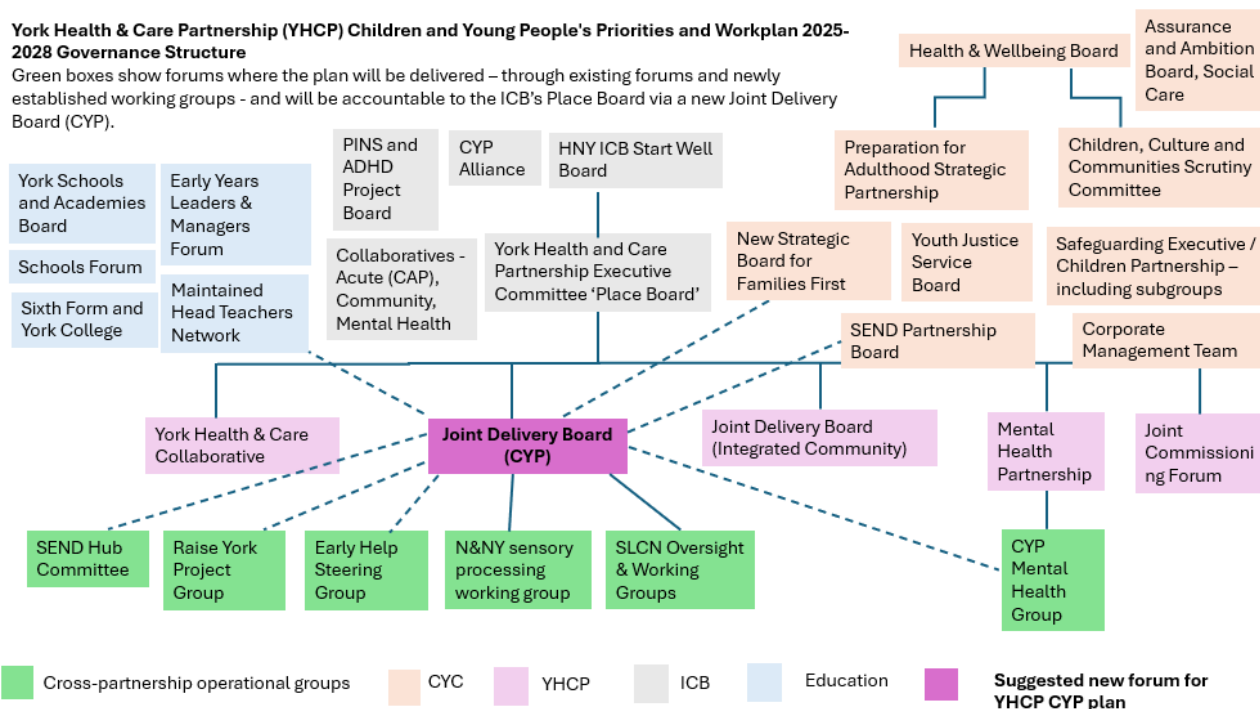 York Health & Care Partnership (YHCP) Children and Young People's Priorities and Workplan 2025-
2028 Governance Structure
Green boxes show forums where the plan will be delivered – through existing forums and newly
established working groups - and will be accountable to the ICB's Place Board via a new Joint Delivery
Board (CYP).
Health & Wellbeing Board
Assurance
and Ambition
Board, Social
Care
PINS and
ADHD
Project
Board
CYP
Alliance
HNY ICB Start Well
Board
Preparation for
Adulthood Strategic
Partnership
Children, Culture and
Communities Scrutiny
Committee
York Schools
and Academies
Board
Early Years
Leaders &
Managers
Forum
Schools Forum
Sixth Form and
York College
Maintained
Head Teachers
Network
Collaboratives -
Acute (CAP),
Community,
Mental Health
York Health and Care
Partnership Executive
Committee ‘Place Board’
New Strategic
Board for
Families First
Youth Justice
Service
Board
Safeguarding Executive /
Children Partnership –
including subgroups
SEND Partnership
Board
Corporate
Management Team
York Health & Care
Collaborative
Joint Delivery Board
(CYP)
Joint Delivery Board
(Integrated Community)
Mental
Health
Partnership
Joint
Commissioni
ng Forum
SEND Hub
Committee
Raise York
Project
Group
Early Help
Steering
Group
N&NY sensory
processing
working group
SLCN Oversight
& Working
Groups
CYP
Mental
Health
Group
Cross-partnership operational groups
CYC
YHCP
ICB
Education
Suggested new forum for
YHCP CYP plan